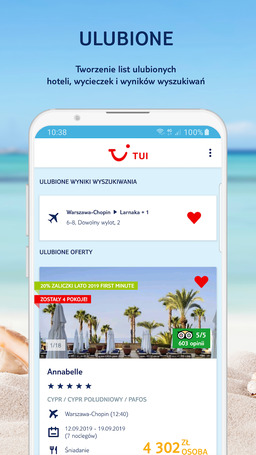 ULUBIONE
Tworzenie list ulubionych
hoteli, wycieczek i wyników wyszukiwań
10:38
100%
TUI
ULUBIONE WYNIKI WYSZUKIWANIA
Warszawa-Chopin ▶ Larnaka + 1
6-8, Dowolny wylot, 2
ULUBIONE OFERTY
20% ZALICZKI LATO 2019 FIRST MINUTE
ZOSTAŁY 4 POKOJE!
1/18
5/5
603 opinii
Annabelle
CYPR / CYPR POŁUDNIOWY / PAFOS
Warszawa-Chopin (12:40)
12.09.2019 - 19.09.2019
(7 noclegów)
Śniadanie
4 302 ZŁ
OSOBA